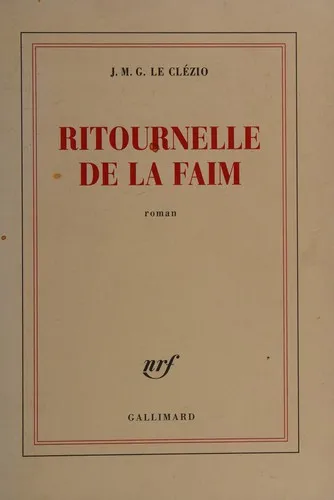 J. M. G. LE CLÉZIO
RITOURNELLE
DE LA FAIM
roman
nrf
GALLIMARD